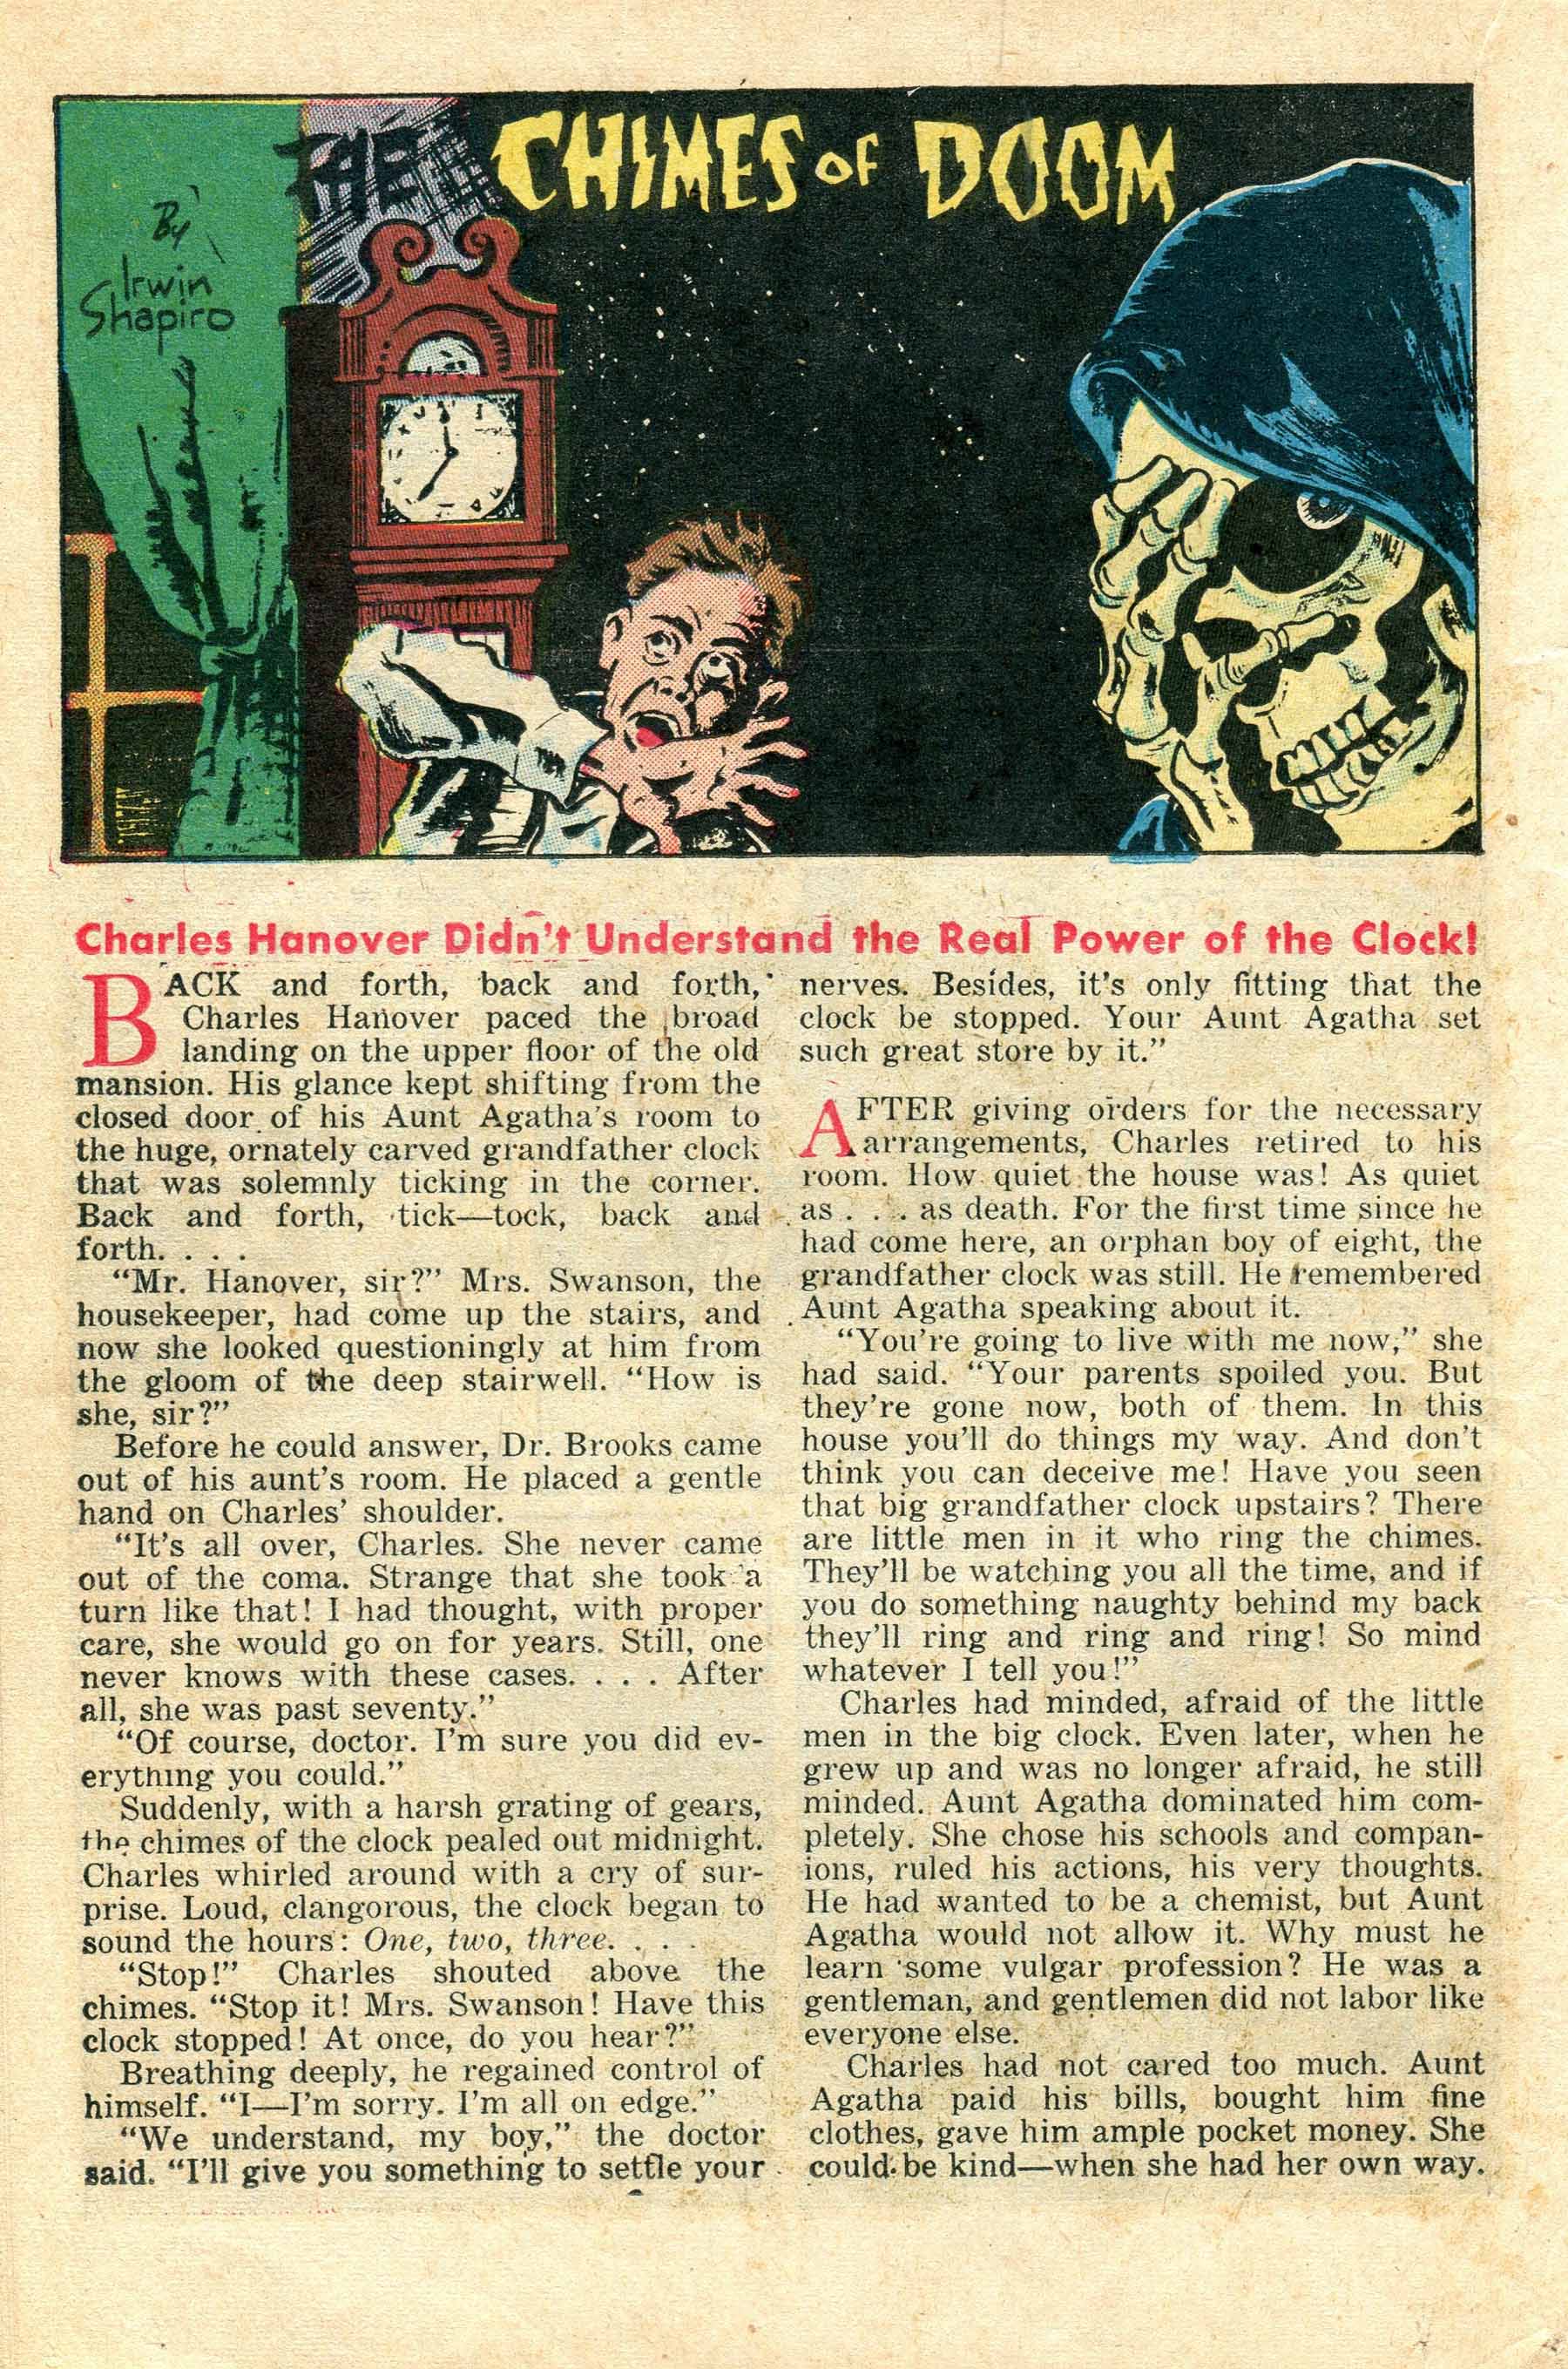 THE CHIMES OF DOOM
By
Irwin
Shapiro
Charles Hanover Didn't Understand the Real Power of the Clock!
BACK and forth, back and forth,
Charles Hanover paced the broad
landing on the upper floor of the old
mansion. His glance kept shifting from the
closed door of his Aunt Agatha's room to
the huge, ornately carved grandfather clock
that was solemnly ticking in the corner.
Back and forth, tick—tock, back and
forth. . . .
"Mr. Hanover, sir?" Mrs. Swanson, the
housekeeper, had come up the stairs, and
now she looked questioningly at him from
the gloom of the deep stairwell. "How is
she, sir?"
Before he could answer, Dr. Brooks came
out of his aunt's room. He placed a gentle
hand on Charles' shoulder.
"It's all over, Charles. She never came
out of the coma. Strange that she took a
turn like that! I had thought, with proper
care, she would go on for years. Still, one
never knows with these cases. . . . After
all, she was past seventy."
"Of course, doctor. I'm sure you did ev-
erything you could."
Suddenly, with a harsh grating of gears,
the chimes of the clock pealed out midnight.
Charles whirled around with a cry of sur-
prise. Loud, clangorous, the clock began to
sound the hours: One, two, three. . . .
"Stop!" Charles shouted above the
chimes. "Stop it! Mrs. Swanson! Have this
clock stopped! At once, do you hear?"
Breathing deeply, he regained control of
himself. "I—I'm sorry. I'm all on edge."
"We understand, my boy," the doctor
said. "I'll give you something to settle your
nerves. Besides, it's only fitting that the
clock be stopped. Your Aunt Agatha set
such great store by it."
AFTER giving orders for the necessary
arrangements, Charles retired to his
room. How quiet the house was! As quiet
as . . . as death. For the first time since he
had come here, an orphan boy of eight, the
grandfather clock was still. He remembered
Aunt Agatha speaking about it.
"You're going to live with me now," she
had said. "Your parents spoiled you. But
they're gone now, both of them. In this
house you'll do things my way. And don't
think you can deceive me! Have you seen
that big grandfather clock upstairs? There
are little men in it who ring the chimes.
They'll be watching you all the time, and if
you do something naughty behind my back
they'll ring and ring and ring! So mind
whatever I tell you!"
Charles had minded, afraid of the little
men in the big clock. Even later, when he
grew up and was no longer afraid, he still
minded. Aunt Agatha dominated him com-
pletely. She chose his schools and compan-
ions, ruled his actions, his very thoughts.
He had wanted to be a chemist, but Aunt
Agatha would not allow it. Why must he
learn some vulgar profession? He was a
gentleman, and gentlemen did not labor like
everyone else.
Charles had not cared too much. Aunt
Agatha paid his bills, bought him fine
clothes, gave him ample pocket money. She
could be kind—when she had her own way.